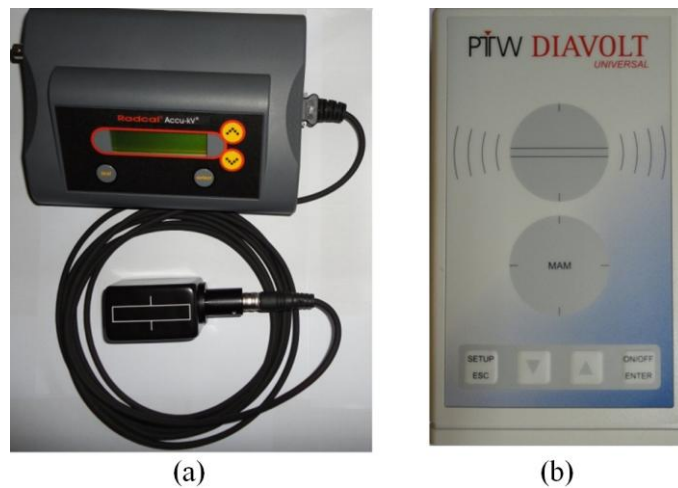 Radcal® Accu-kV®
PTW DIAVOLT
UNIVERSAL
MAM
SETUP
ESC
ON/OFF
ENTER
(a)
(b)